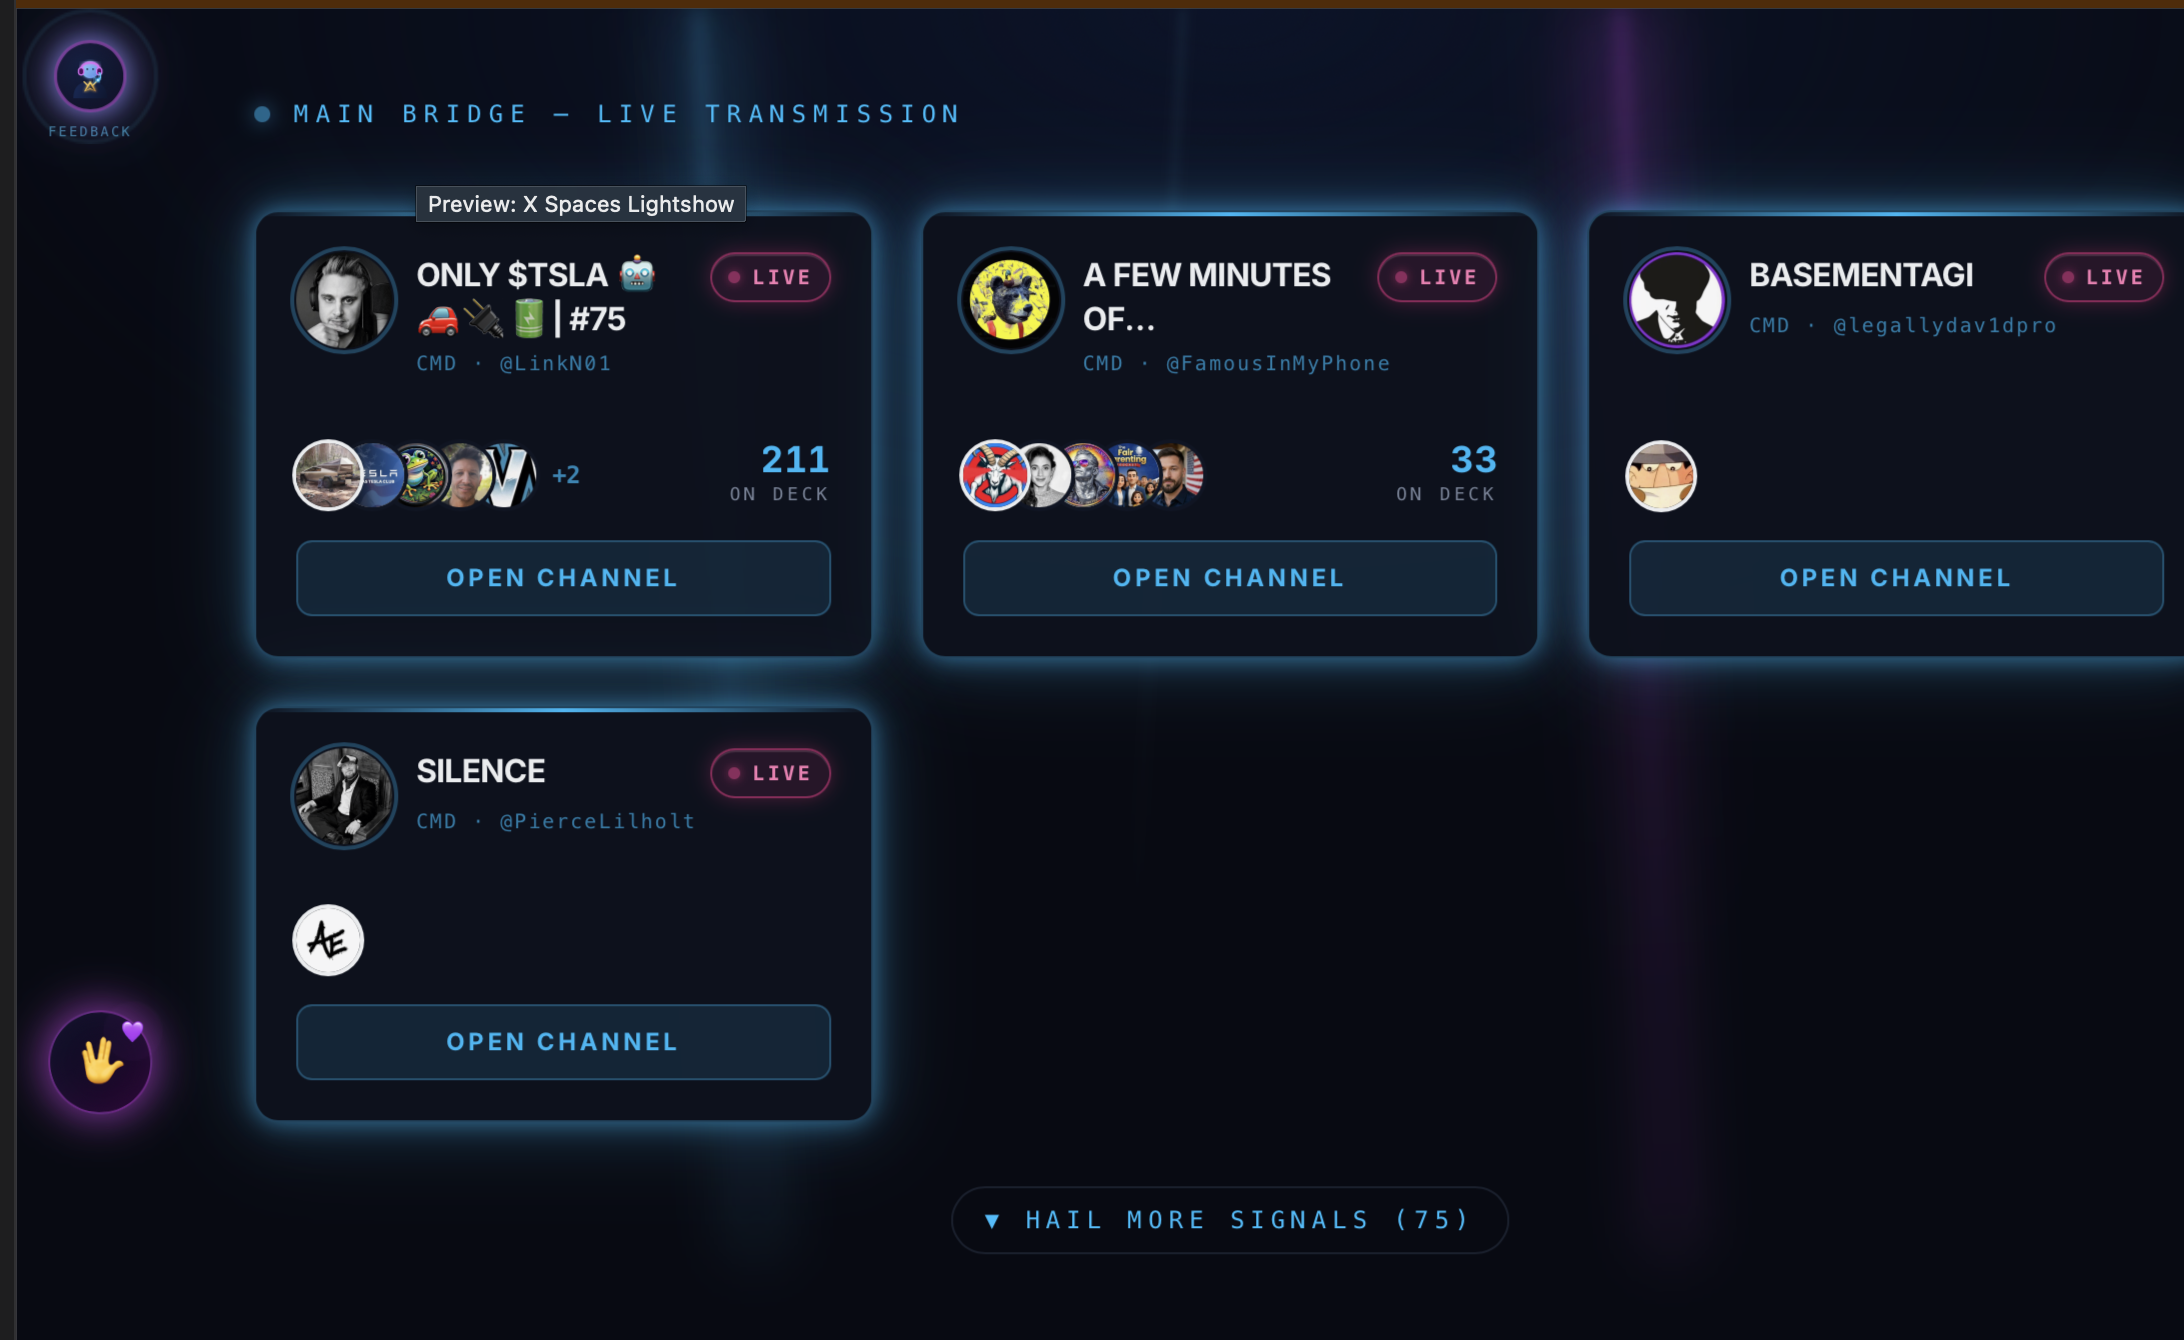 FEEDBACK
MAIN BRIDGE — LIVE TRANSMISSION
Preview: X Spaces Lightshow
ONLY $TSLA 🤖
🚗🔌🔋 | #75
LIVE
CMD · @LinkN01
+2
211
ON DECK
OPEN CHANNEL
A FEW MINUTES
OF...
LIVE
CMD · @FamousInMyPhone
Fair
33
ON DECK
OPEN CHANNEL
BASEMENTAGI
LIVE
CMD · @legallydav1dpro
OPEN CHANNEL
SILENCE
LIVE
CMD · @PierceLilholt
AE
OPEN CHANNEL
▼ HAIL MORE SIGNALS (75)